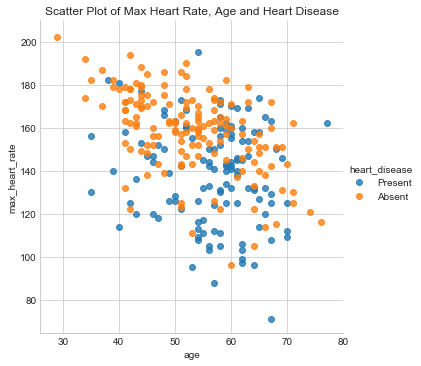 Scatter Plot of Max Heart Rate, Age and Heart Disease
max_heart_rate
200
180
160
140
120
100
80
30
40
50
60
70
80
age
heart_disease
Present
Absent